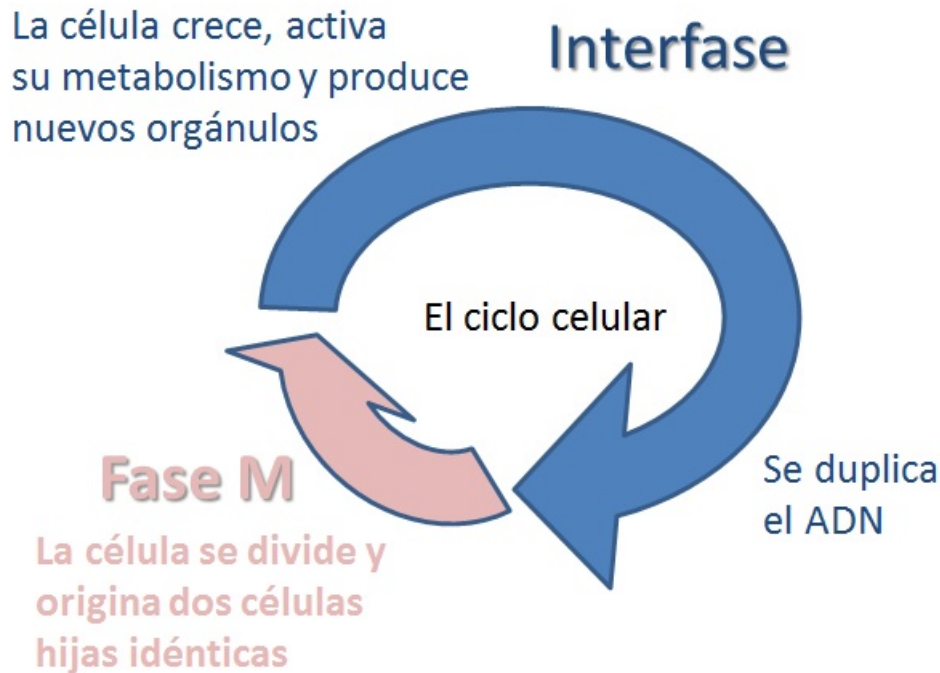 La célula crece, activa
su metabolismo y produce
nuevos orgánulos
Interfase
El ciclo celular
Se duplica
el ADN
Fase M
La célula se divide y
origina dos células
hijas idénticas